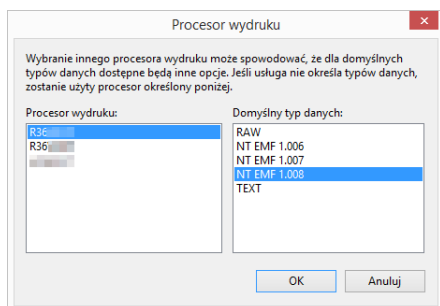 Procesor wydruku
Wybranie innego procesora wydruku może spowodować, że dla domyślnych
typów danych dostępne będą inne opcje. Jeśli usługa nie określa typów danych,
zostanie użyty procesor określony poniżej.
Procesor wydruku:
R36
R36
Domyślny typ danych:
RAW
NT EMF 1.006
NT EMF 1.007
NT EMF 1.008
TEXT
OK
Anuluj